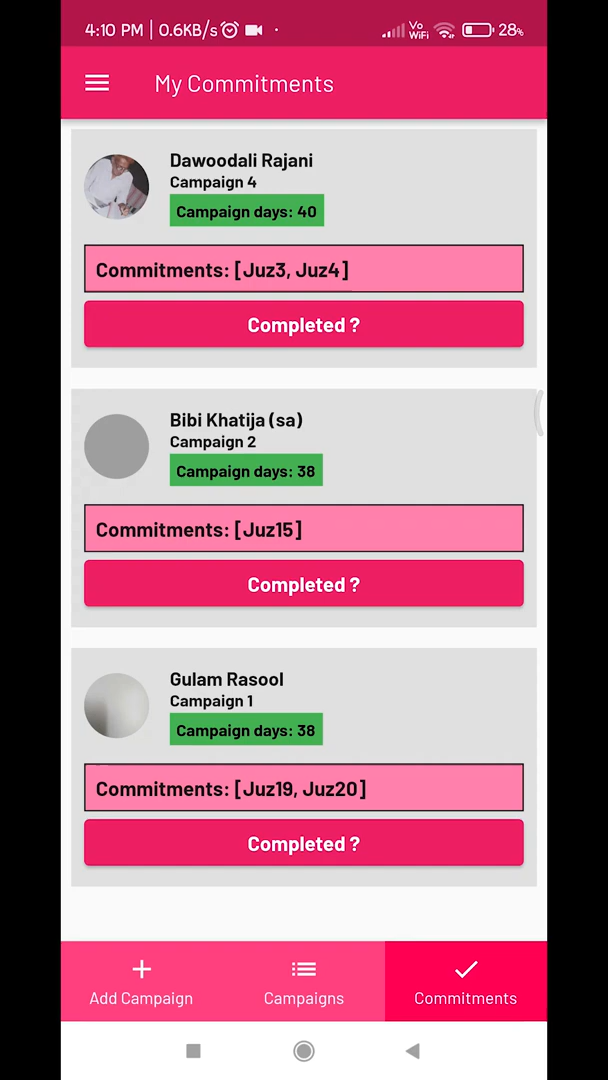 4:10 PM | 0.6KB/s
Vo
WiFi
28%
My Commitments
Dawoodali Rajani
Campaign 4
Campaign days: 40
Commitments: [Juz3, Juz4]
Completed ?
Bibi Khatija (sa)
Campaign 2
Campaign days: 38
Commitments: [Juz15]
Completed ?
Gulam Rasool
Campaign 1
Campaign days: 38
Commitments: [Juz19, Juz20]
Completed ?
Add Campaign
Campaigns
Commitments